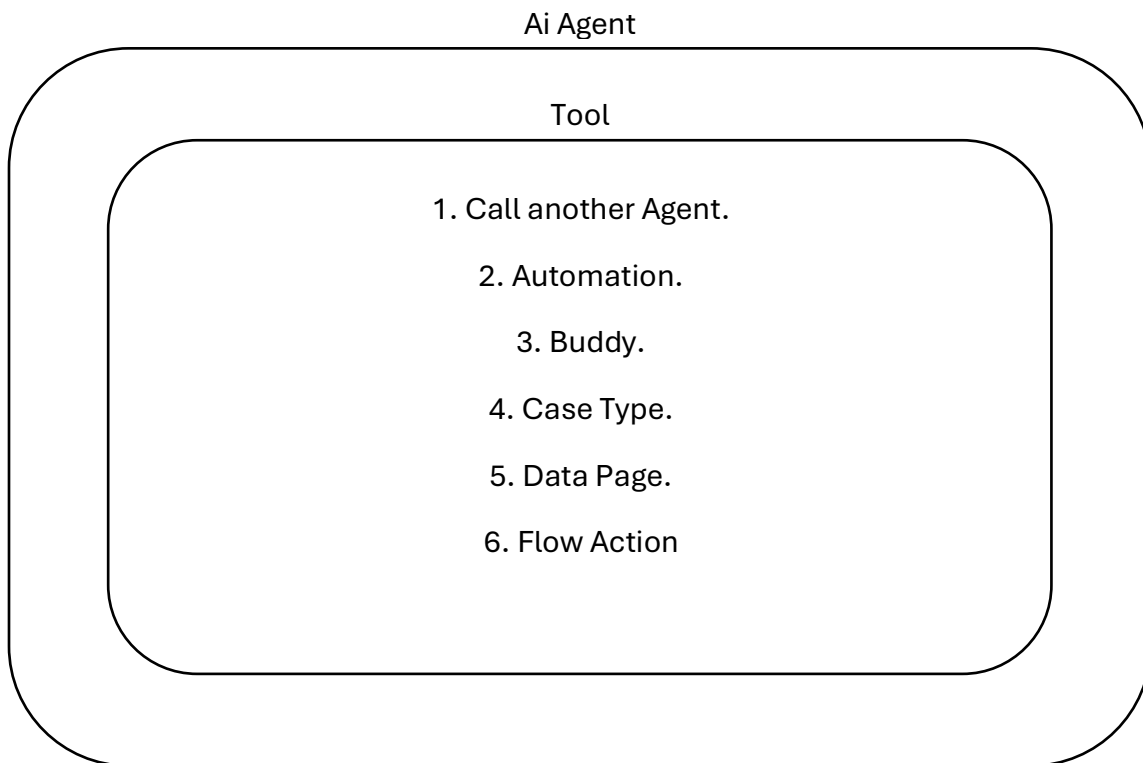 Ai Agent
Tool
1. Call another Agent.
2. Automation.
3. Buddy.
4. Case Type.
5. Data Page.
6. Flow Action